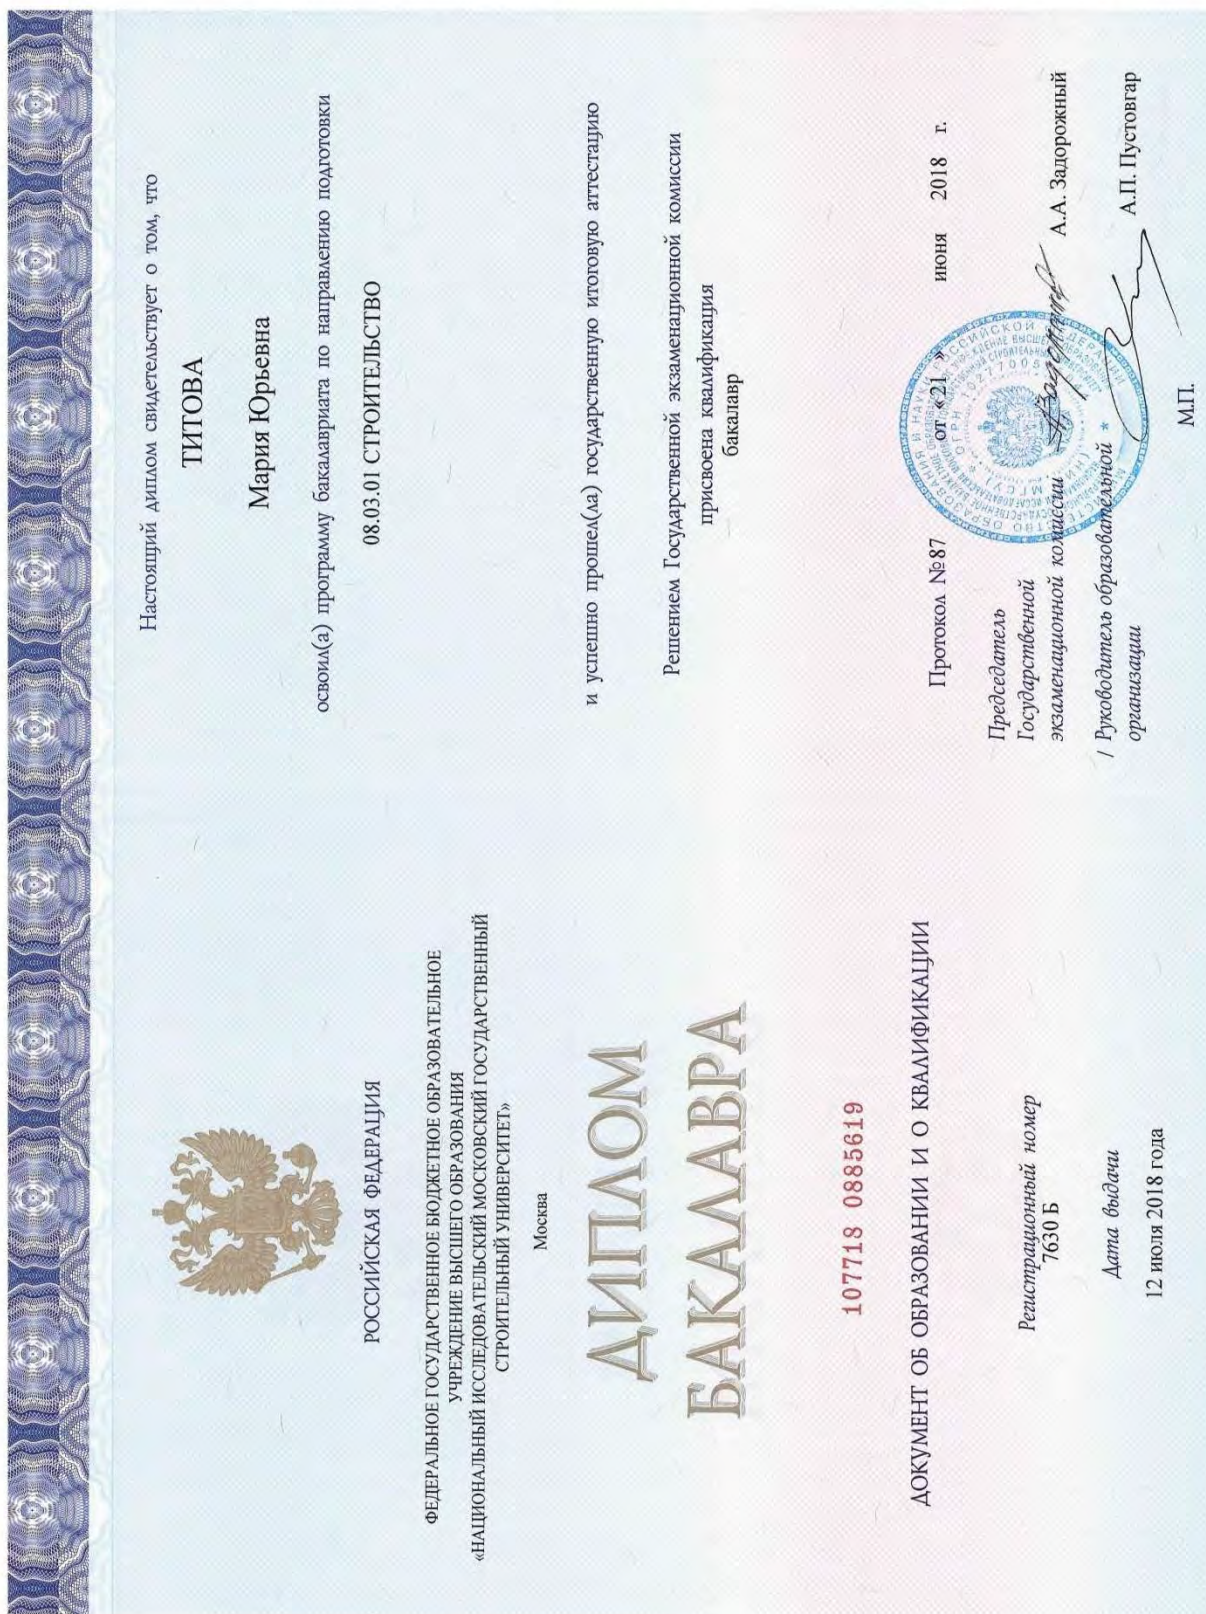 РОССИЙСКАЯ ФЕДЕРАЦИЯ
ФЕДЕРАЛЬНОЕ ГОСУДАРСТВЕННОЕ БЮДЖЕТНОЕ ОБРАЗОВАТЕЛЬНОЕ
УЧРЕЖДЕНИЕ ВЫСШЕГО ОБРАЗОВАНИЯ
«НАЦИОНАЛЬНЫЙ ИССЛЕДОВАТЕЛЬСКИЙ МОСКОВСКИЙ ГОСУДАРСТВЕННЫЙ
СТРОИТЕЛЬНЫЙ УНИВЕРСИТЕТ»
Москва
ДИПЛОМ
БАКАЛАВРА
107718 0885619
ДОКУМЕНТ ОБ ОБРАЗОВАНИИ И О КВАЛИФИКАЦИИ
Регистрационный номер
7630 Б
Дата выдачи
12 июля 2018 года
Настоящий диплом свидетельствует о том, что
ТИТОВА
Мария Юрьевна
освоил(а) программу бакалавриата по направлению подготовки
08.03.01 СТРОИТЕЛЬСТВО
и успешно прошел(ла) государственную итоговую аттестацию
Решением Государственной экзаменационной комиссии
присвоена квалификация
бакалавр
Протокол №87 от «21 » июня 2018 г.
Председатель
Государственной
экзаменационной комиссии А.А. Задорожный
/ Руководитель образовательной
организации А.П. Пустовгар
М.П.